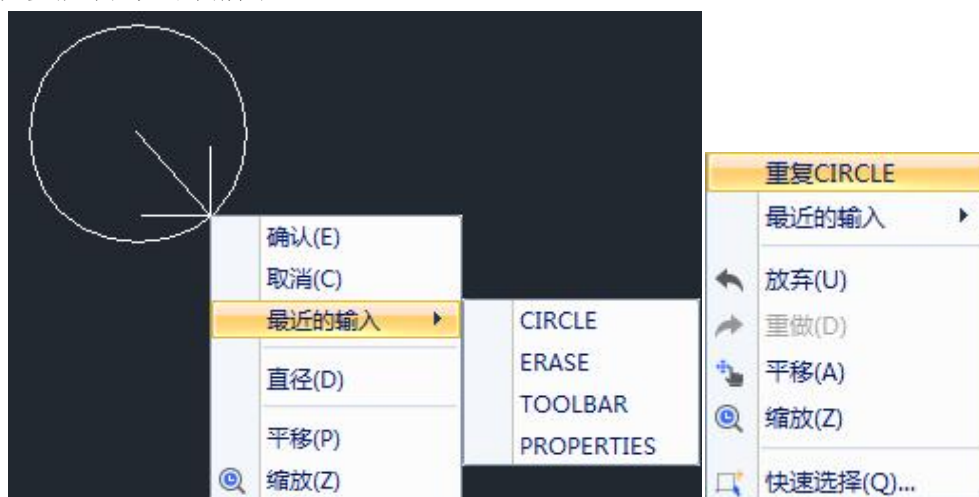 确认(E)
取消(C)
最近的输入
直径(D)
平移(P)
缩放(Z)
CIRCLE
ERASE
TOOLBAR
PROPERTIES
重复CIRCLE
最近的输入
放弃(U)
重做(D)
平移(A)
缩放(Z)
快速选择(Q)...